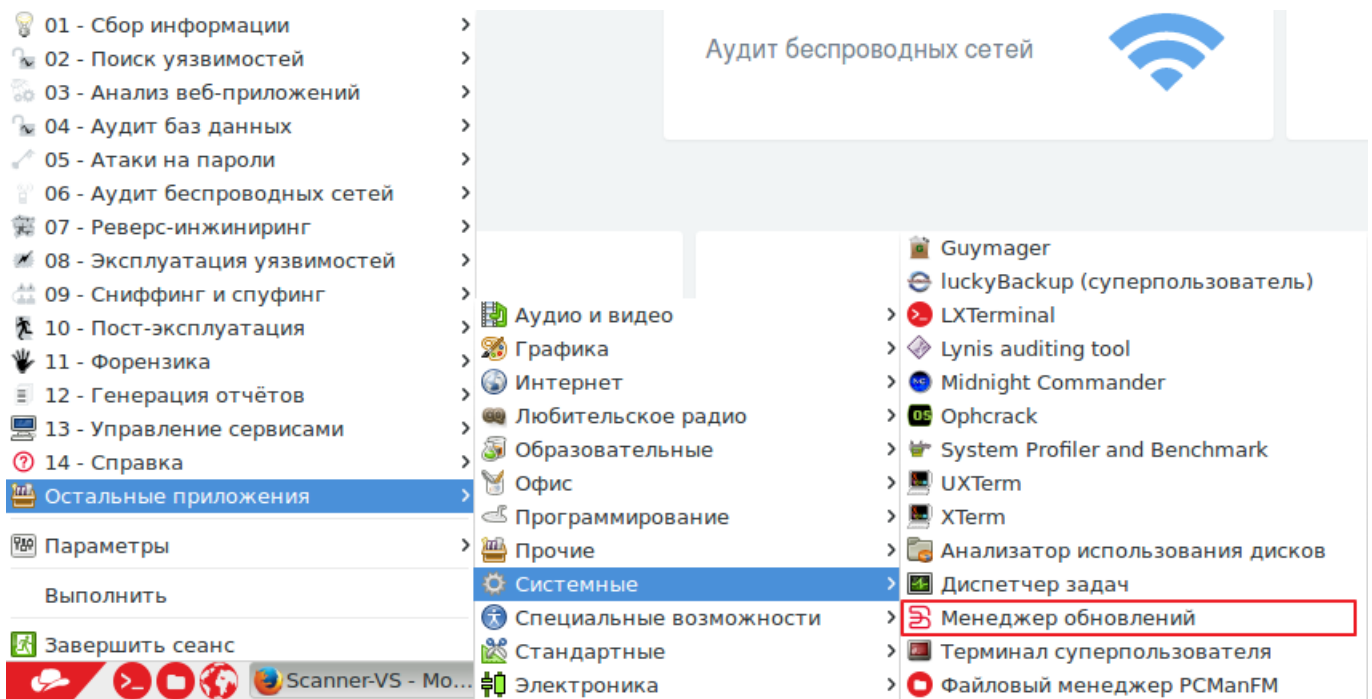 01 - Сбор информации
02 - Поиск уязвимостей
03 - Анализ веб-приложений
04 - Аудит баз данных
05 - Атаки на пароли
06 - Аудит беспроводных сетей
07 - Реверс-инжиниринг
08 - Эксплуатация уязвимостей
09 - Сниффинг и спуфинг
10 - Пост-эксплуатация
11 - Форензика
12 - Генерация отчётов
13 - Управление сервисами
14 - Справка
Остальные приложения
Параметры
Выполнить
Завершить сеанс
Scanner-VS - Mo...
Аудит беспроводных сетей
Аудио и видео
Графика
Интернет
Любительское радио
Образовательные
Офис
Программирование
Прочие
Системные
Специальные возможности
Стандартные
Электроника
Guymager
luckyBackup (суперпользователь)
LXTerminal
Lynis auditing tool
Midnight Commander
Ophcrack
System Profiler and Benchmark
UXTerm
XTerm
Анализатор использования дисков
Диспетчер задач
Менеджер обновлений
Терминал суперпользователя
Файловый менеджер PCManFM